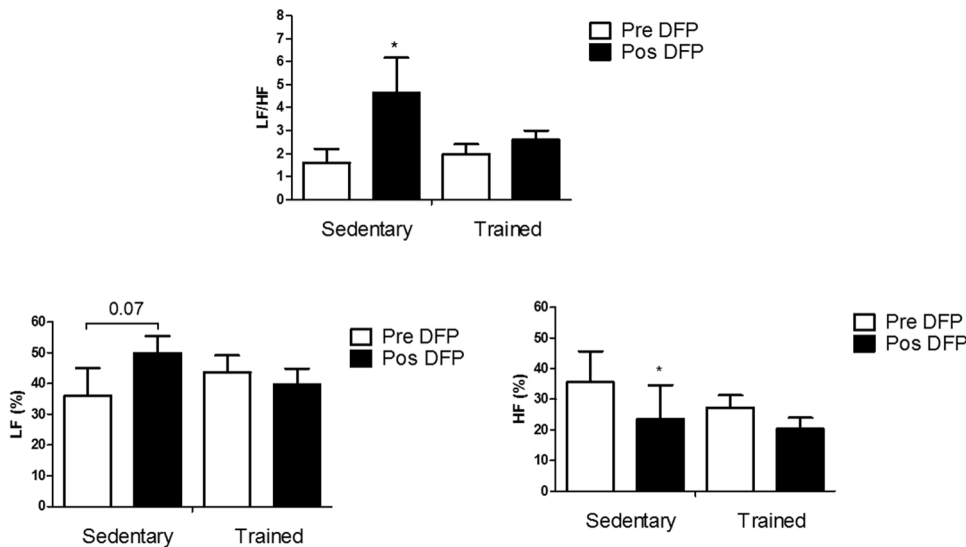 8
7
6
5
4
3
2
1
0
LF/HF
*
Sedentary Trained
Pre DFP
Pos DFP
0.07
60
50
40
30
20
10
0
LF (%)
Sedentary Trained
Pre DFP
Pos DFP
60
50
40
30
20
10
0
HF (%)
*
Sedentary Trained
Pre DFP
Pos DFP